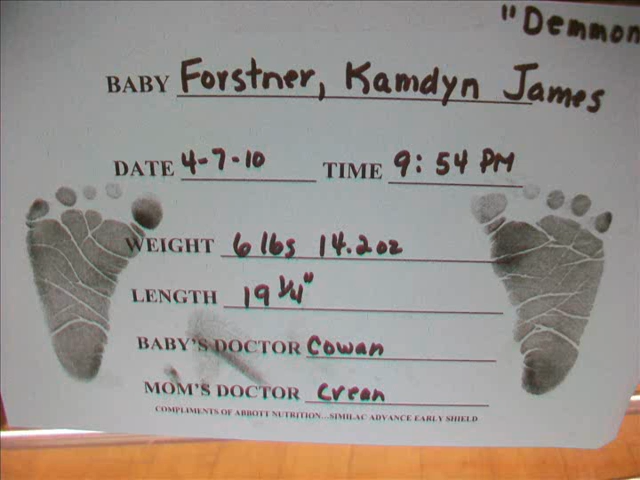 "Demmon
BABY Forstner, Kamdyn James
DATE 4-7-10 TIME 9:54 PM
WEIGHT 6 lbs 14.2oz
LENGTH 19 1/4"
BABY'S DOCTOR Cowan
MOM'S DOCTOR Crean
COMPLIMENTS OF ABBOTT NUTRITION...SIMILAC ADVANCE EARLY SHIELD